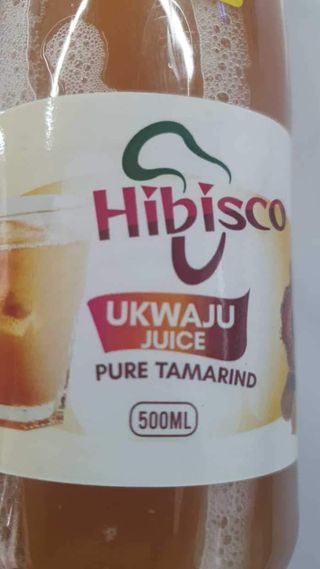 Hibisco
UKWAJU
JUICE
PURE TAMARIND
500ML